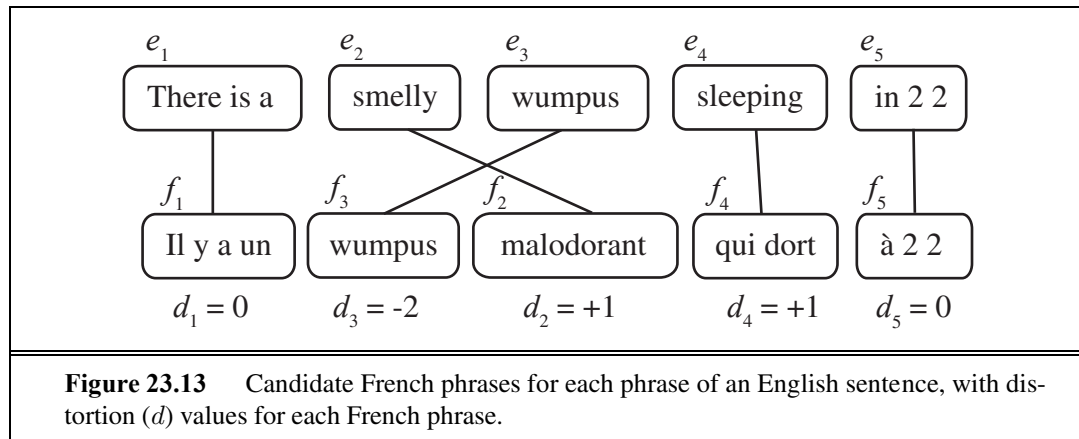 e₁ e₂ e₃ e₄ e₅
There is a smelly wumpus sleeping in 2 2
f₁ f₃ f₂ f₄ f₅
Il y a un wumpus malodorant qui dort à 2 2
d₁ = 0 d₃ = -2 d₂ = +1 d₄ = +1 d₅ = 0
Figure 23.13 Candidate French phrases for each phrase of an English sentence, with dis-
tortion (d) values for each French phrase.